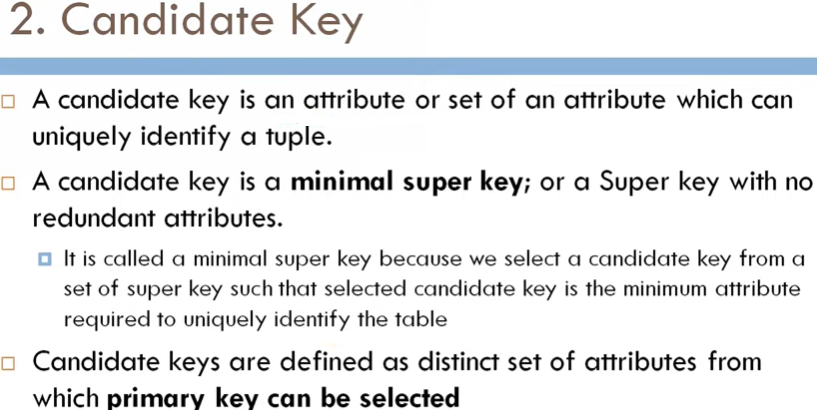 2. Candidate Key
A candidate key is an attribute or set of an attribute which can
uniquely identify a tuple.
A candidate key is a minimal super key; or a Super key with no
redundant attributes.
It is called a minimal super key because we select a candidate key from a
set of super key such that selected candidate key is the minimum attribute
required to uniquely identify the table
Candidate keys are defined as distinct set of attributes from
which primary key can be selected